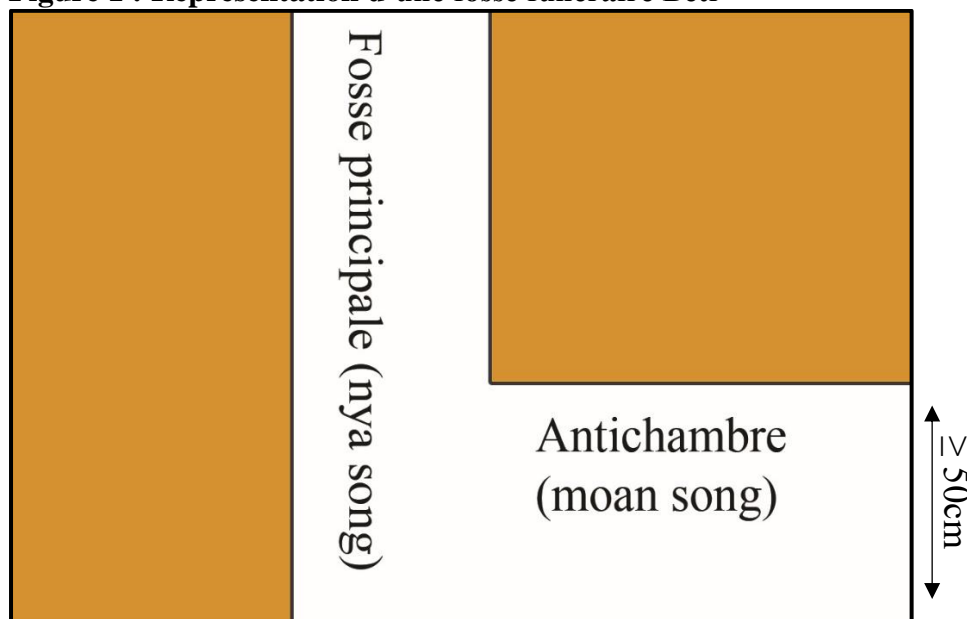 Fosse principale (nya song)
Antichambre
(moan song)
≥ 50cm